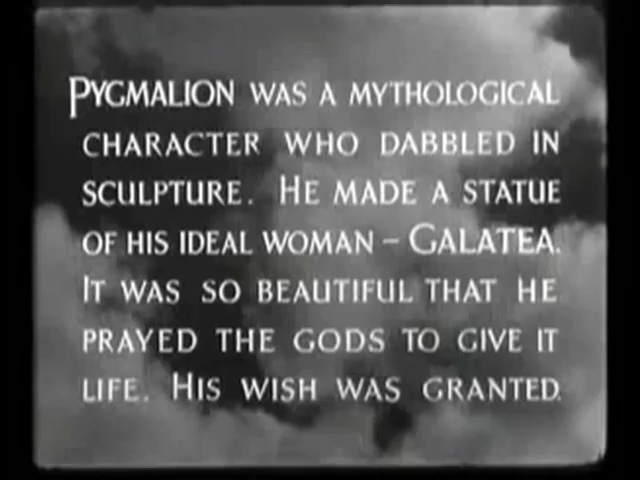 PYGMALION WAS A MYTHOLOGICAL
CHARACTER WHO DABBLED IN
SCULPTURE. HE MADE A STATUE
OF HIS IDEAL WOMAN – GALATEA.
IT WAS SO BEAUTIFUL THAT HE
PRAYED THE GODS TO GIVE IT
LIFE. HIS WISH WAS GRANTED.